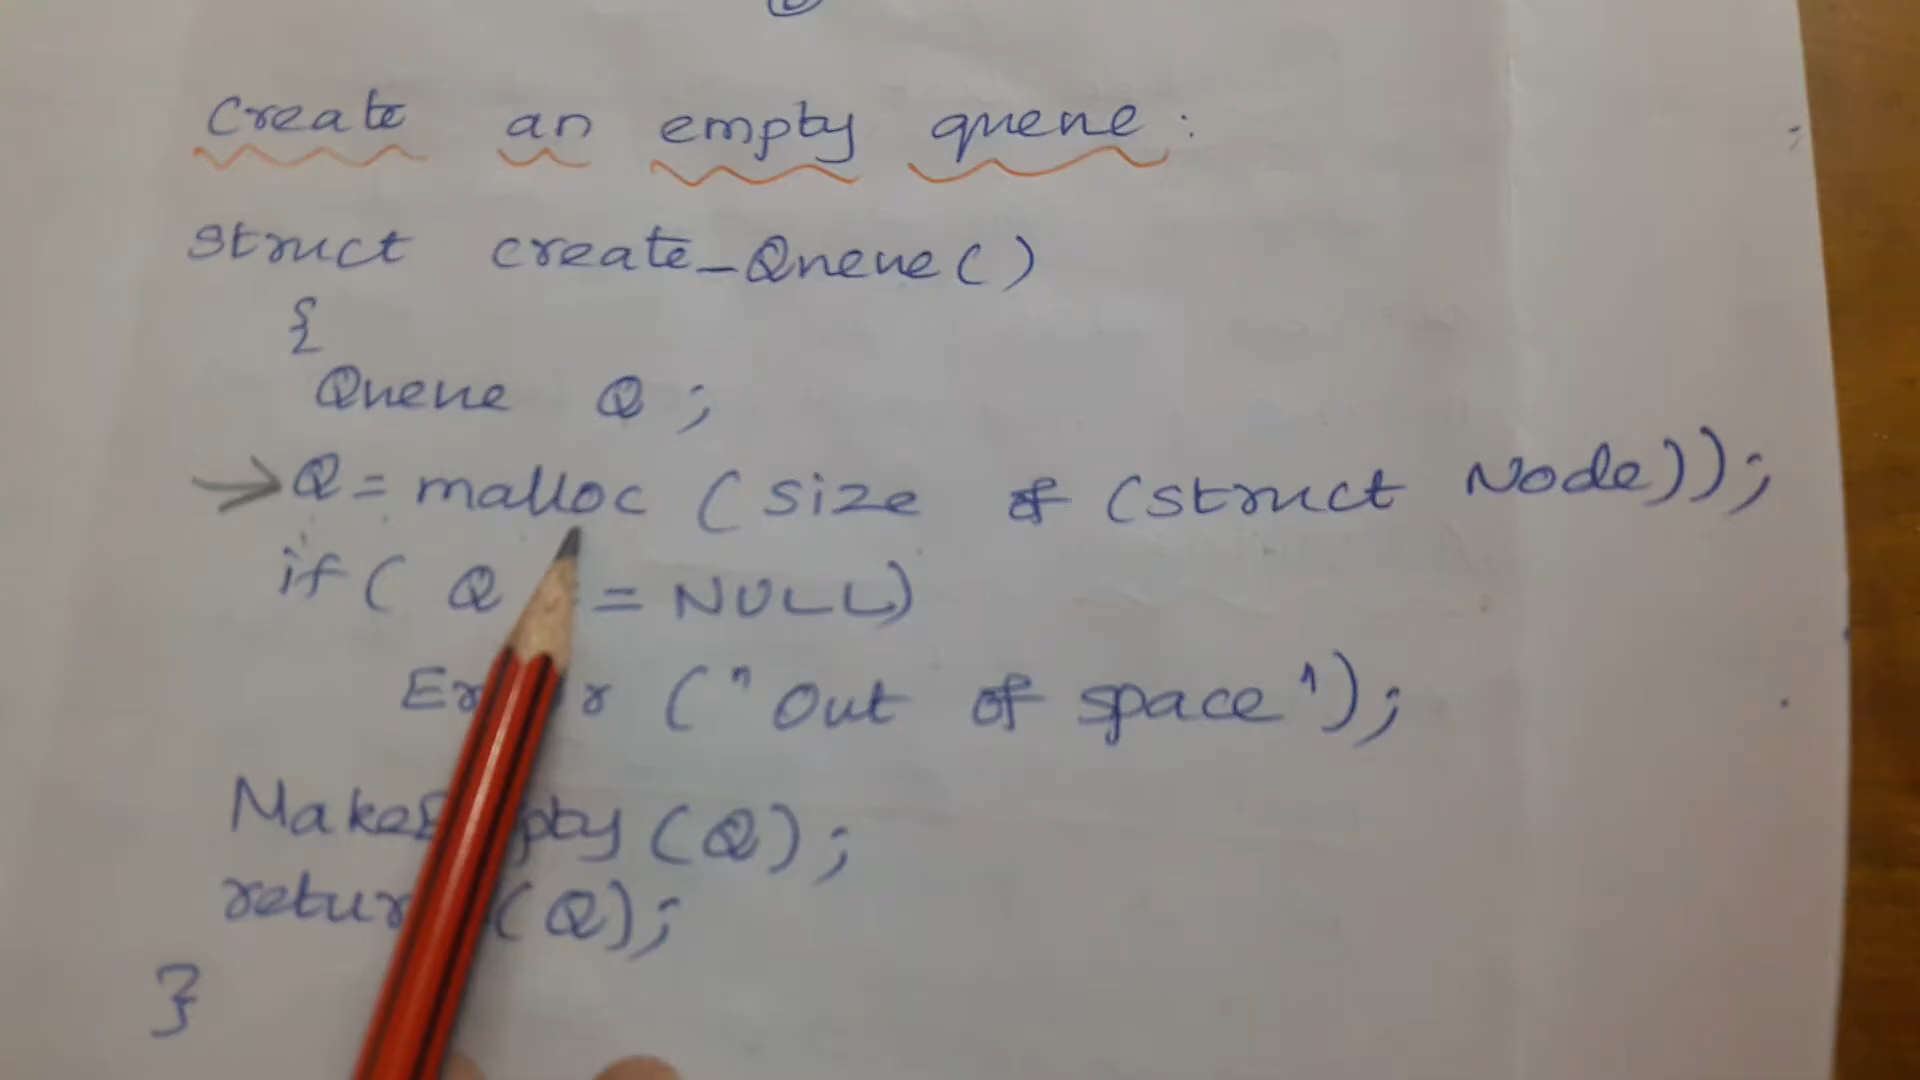 Create an empty queue:
struct create_Queue()
{
Queue Q;
→ Q = malloc (size of (struct Node));
if( Q = NULL)
("Out of space");
(Q);
(Q);
}